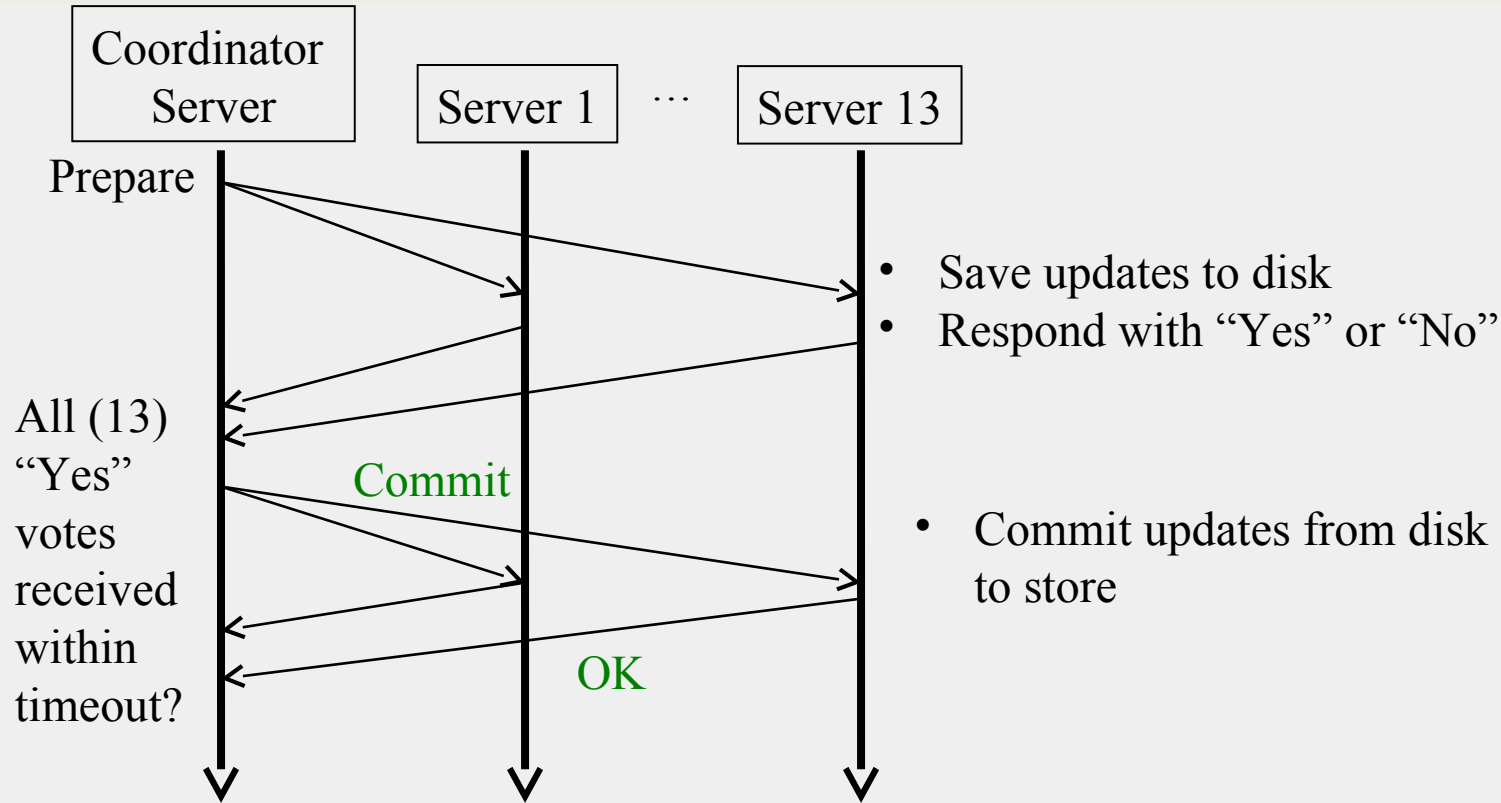 Coordinator
Server
Server 1
…
Server 13
Prepare
• Save updates to disk
• Respond with “Yes” or “No”
All (13)
“Yes”
votes
received
within
timeout?
Commit
• Commit updates from disk
to store
OK